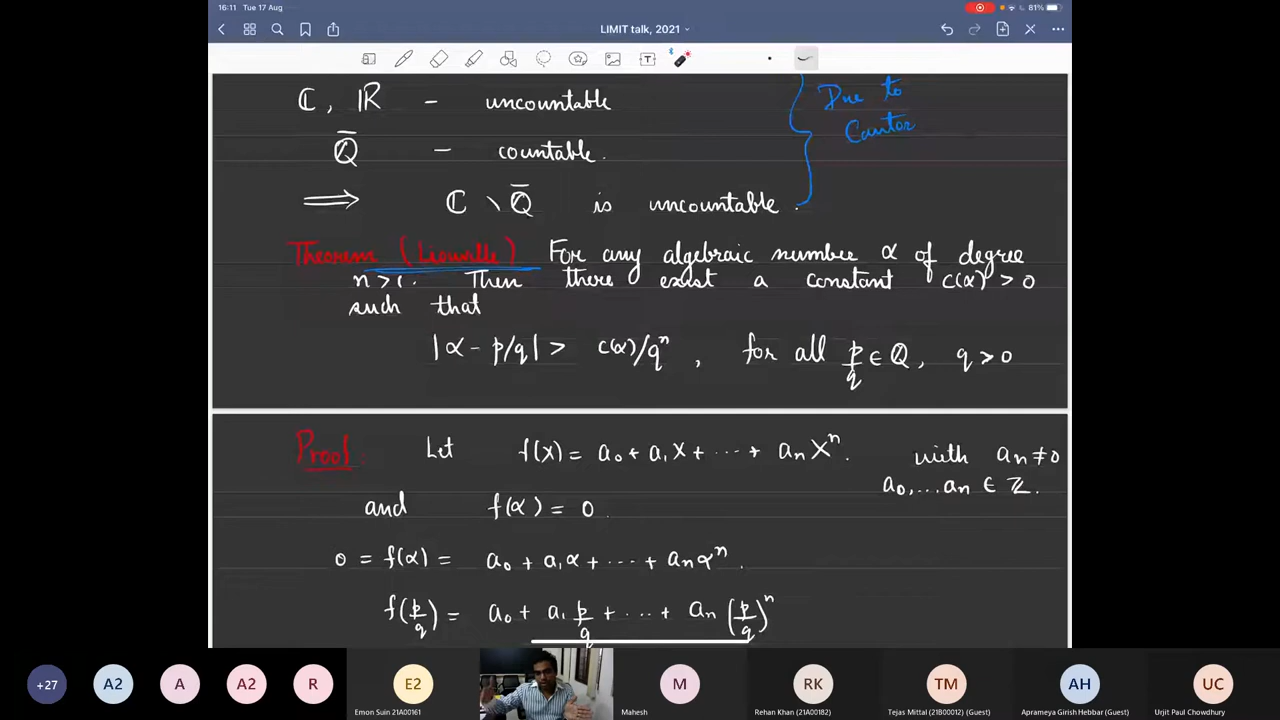 16:11 Tue 17 Aug
81%
LIMIT talk, 2021
ℂ, ℝ - uncountable
Due to
Cantor
ℚ̄ - countable.
⟹ ℂ \ ℚ̄ is uncountable.
Theorem (Liouville) For any algebraic number α of degree
n>1. Then there exist a constant c(α) > 0
such that
|α - p/q| > c(α)/qⁿ, for all p/q ∈ ℚ, q > 0
Proof: Let f(X) = a₀ + a₁X + ··· + aₙXⁿ. with aₙ ≠ 0
a₀, ... aₙ ∈ ℤ.
and f(α) = 0.
0 = f(α) = a₀ + a₁α + ··· + aₙαⁿ.
f(p/q) = a₀ + a₁ p/q + ··· + aₙ (p/q)ⁿ
+27 A2 A A2 R E2 M RK TM AH UC
Emon Suin 21A00161 Mahesh Rehan Khan (21A00182) Tejas Mittal (21B00012) (Guest) Aprameya Girish Hebbar (Guest) Urjit Paul Chowdhury